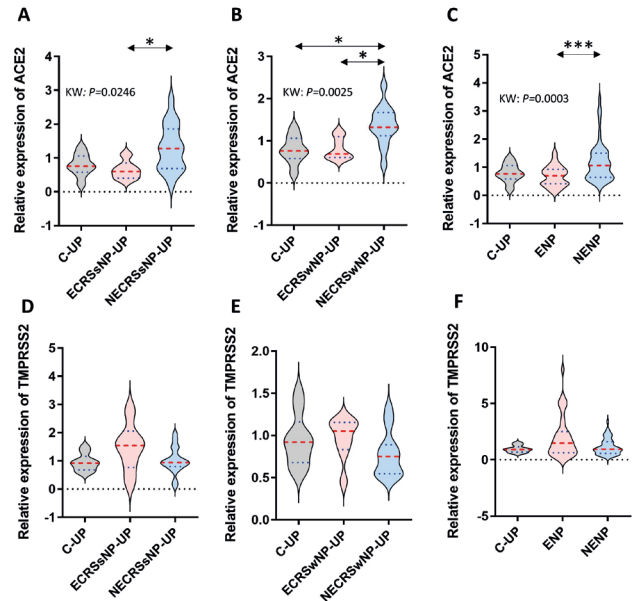 A
Relative expression of ACE2
4
3
2
1
0
-1
KW: P=0.0246
*
C-UP
ECRSsNP-UP
NECRSsNP-UP
B
Relative expression of ACE2
3
2
1
0
-1
KW: P=0.0025
*
*
C-UP
ECRSwNP-UP
NECRSwNP-UP
C
Relative expression of ACE2
5
4
3
2
1
0
-1
KW: P=0.0003
***
C-UP
ENP
NENP
D
Relative expression of TMPRSS2
5
4
3
2
1
0
-1
C-UP
ECRSsNP-UP
NECRSsNP-UP
E
Relative expression of TMPRSS2
2.0
1.5
1.0
0.5
0.0
C-UP
ECRSwNP-UP
NECRSwNP-UP
F
Relative expression of TMPRSS2
10
5
0
-5
C-UP
ENP
NENP